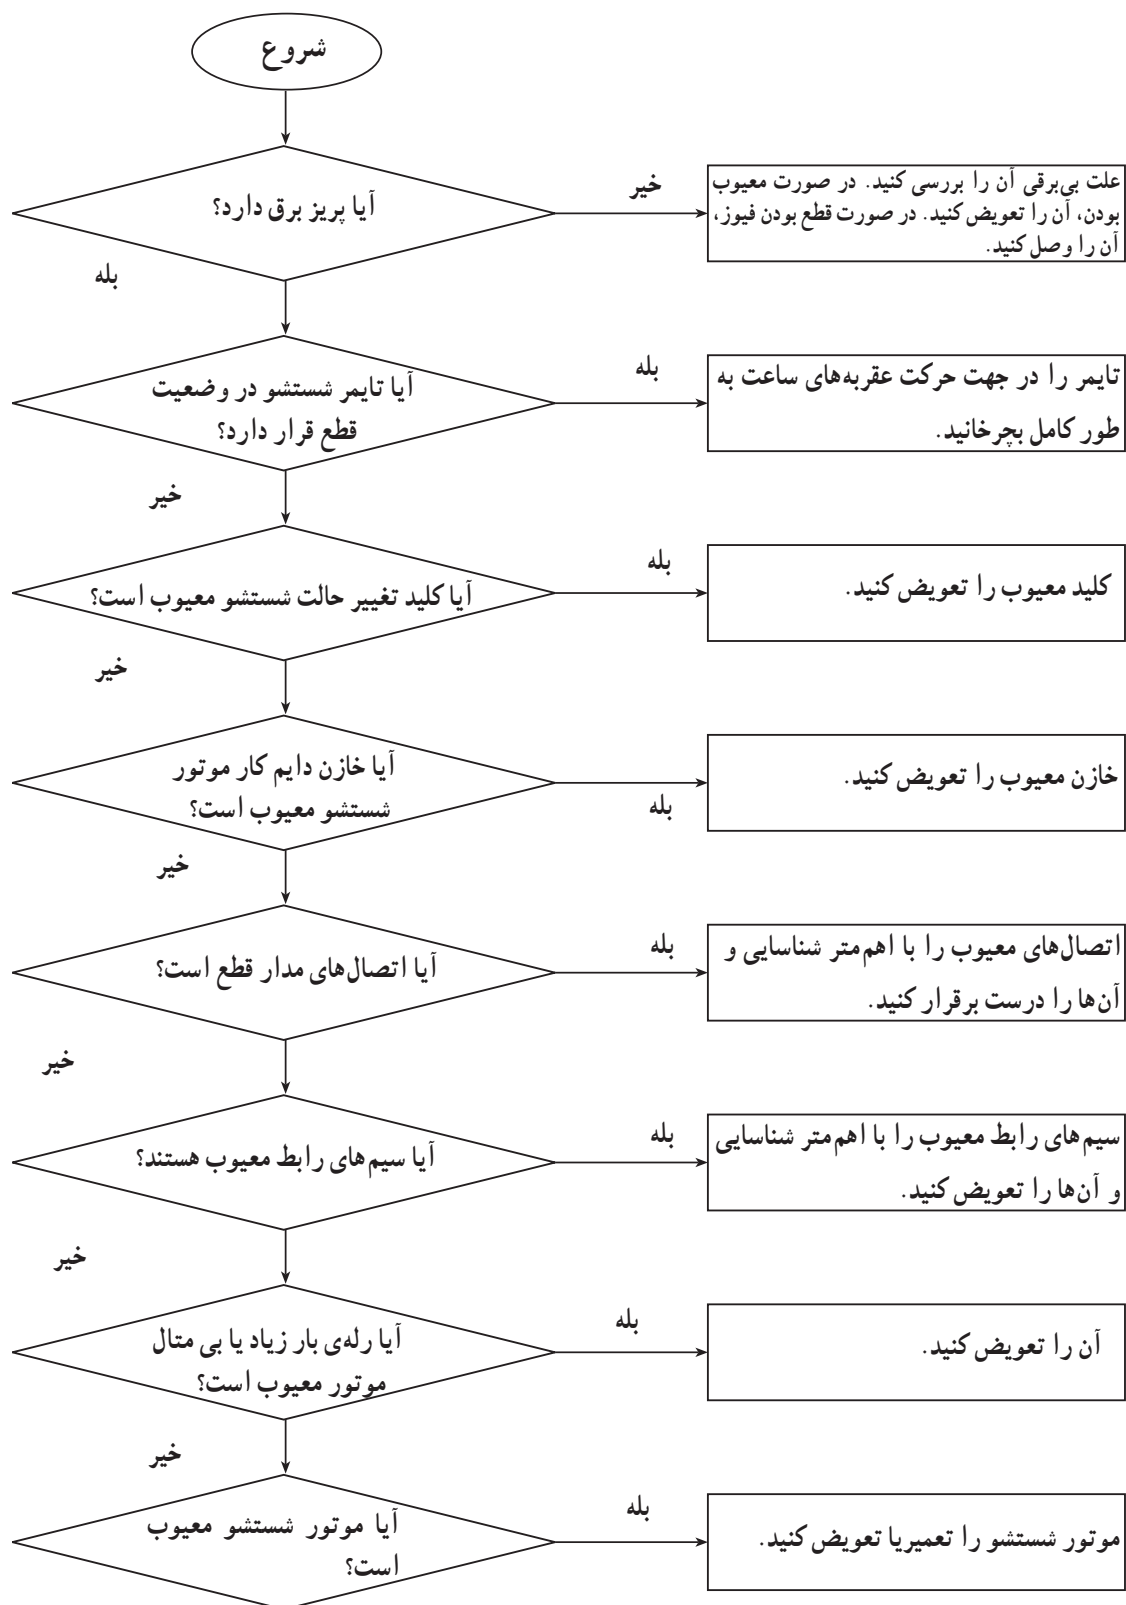 شروع
آیا پریز برق دارد؟
خیر
علت بی‌برقی آن را بررسی کنید. در صورت معیوب
بودن، آن را تعویض کنید. در صورت قطع بودن فیوز،
آن را وصل کنید.
بله
آیا تایمر شستشو در وضعیت
قطع قرار دارد؟
بله
تایمر را در جهت حرکت عقربه‌های ساعت به
طور کامل بچرخانید.
خیر
آیا کلید تغییر حالت شستشو معیوب است؟
بله
کلید معیوب را تعویض کنید.
خیر
آیا خازن دایم کار موتور
شستشو معیوب است؟
بله
خازن معیوب را تعویض کنید.
خیر
آیا اتصال‌های مدار قطع است؟
بله
اتصال‌های معیوب را با اهم‌متر شناسایی و
آن‌ها را درست برقرار کنید.
خیر
آیا سیم‌های رابط معیوب هستند؟
بله
سیم‌های رابط معیوب را با اهم‌متر شناسایی
و آن‌ها را تعویض کنید.
خیر
آیا رله‌ی بار زیاد یا بی متال
موتور معیوب است؟
بله
آن را تعویض کنید.
خیر
آیا موتور شستشو معیوب
است؟
بله
موتور شستشو را تعمیریا تعویض کنید.